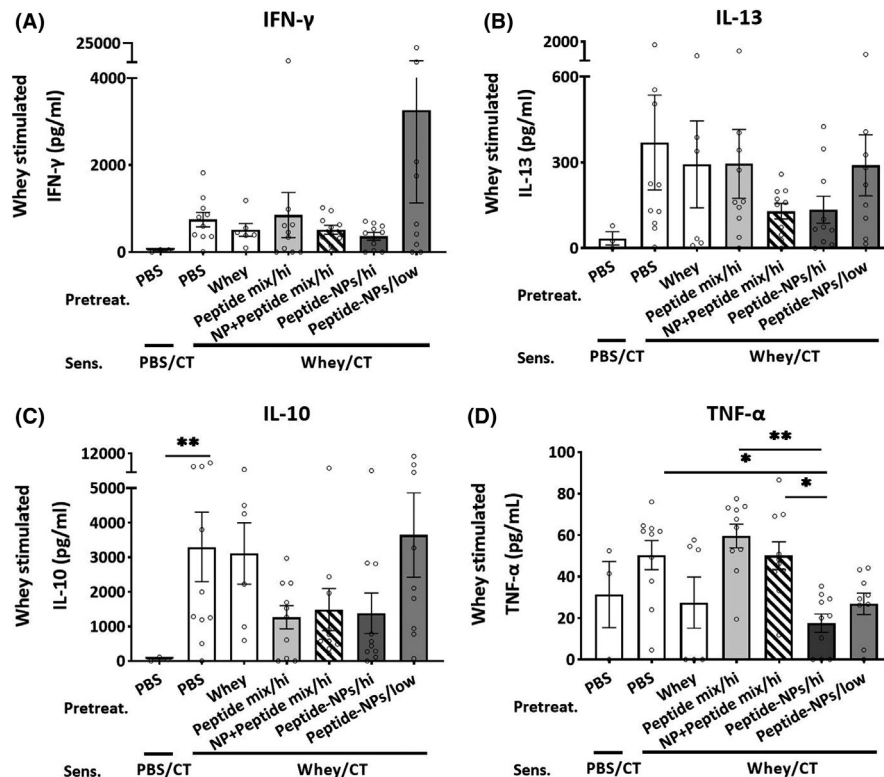 (A)
IFN-γ
Whey stimulated
IFN-γ (pg/ml)
25000
4000
2000
0
Pretreat.
PBS
PBS
Whey
Peptide mix/hi
NP+Peptide mix/hi
Peptide-NPs/hi
Peptide-NPs/low
Sens.
PBS/CT
Whey/CT
(B)
IL-13
Whey stimulated
IL-13 (pg/ml)
2000
600
300
0
Pretreat.
PBS
PBS
Whey
Peptide mix/hi
NP+Peptide mix/hi
Peptide-NPs/hi
Peptide-NPs/low
Sens.
PBS/CT
Whey/CT
(C)
IL-10
Whey stimulated
IL-10 (pg/ml)
12000
5000
4000
3000
2000
1000
0
**
Pretreat.
PBS
PBS
Whey
Peptide mix/hi
NP+Peptide mix/hi
Peptide-NPs/hi
Peptide-NPs/low
Sens.
PBS/CT
Whey/CT
(D)
TNF-α
Whey stimulated
TNF-α (pg/mL)
100
80
60
40
20
0
**
*
*
Pretreat.
PBS
PBS
Whey
Peptide mix/hi
NP+Peptide mix/hi
Peptide-NPs/hi
Peptide-NPs/low
Sens.
PBS/CT
Whey/CT